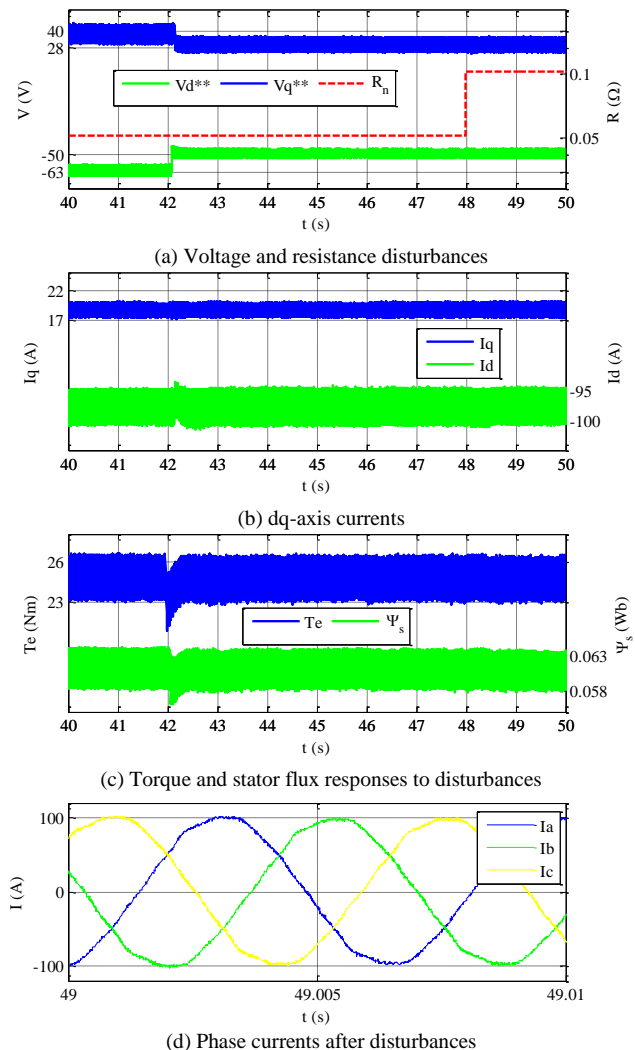 40
28
-50
-63
V (V)
Vd** Vq** R_n
0.1
0.05
R (Ω)
40 41 42 43 44 45 46 47 48 49 50
t (s)
(a) Voltage and resistance disturbances
22
17
Iq (A)
Iq
Id
-95
-100
Id (A)
40 41 42 43 44 45 46 47 48 49 50
t (s)
(b) dq-axis currents
26
23
Te (Nm)
Te Ψ_s
0.063
0.058
Ψ_s (Wb)
40 41 42 43 44 45 46 47 48 49 50
t (s)
(c) Torque and stator flux responses to disturbances
100
0
-100
I (A)
Ia
Ib
Ic
49 49.005 49.01
t (s)
(d) Phase currents after disturbances